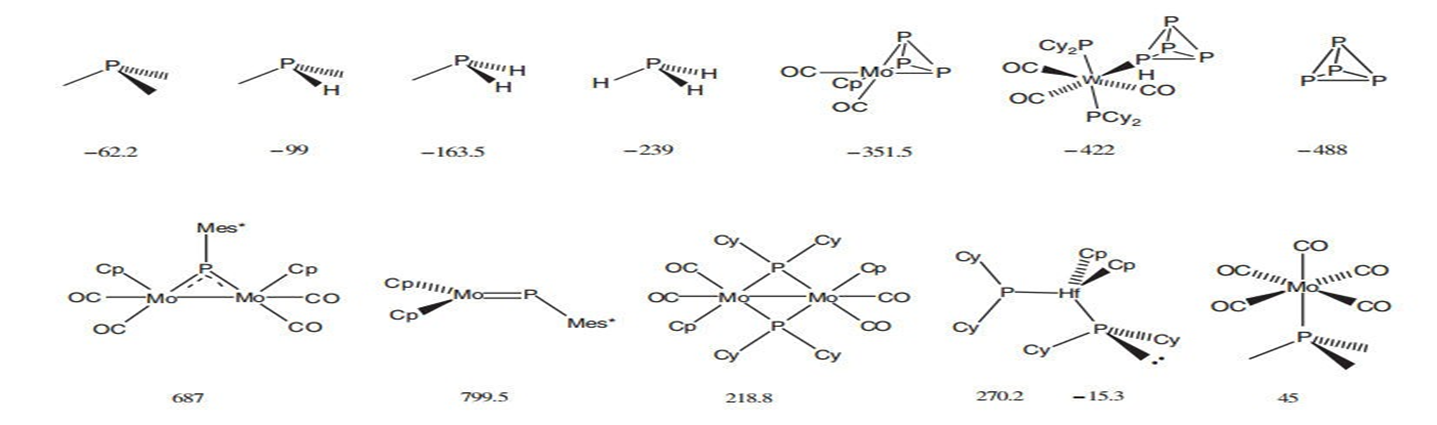 P
P
H
P
H
H
H
P
H
H
P
OC
Mo
P
P
Cp
OC
P
Cy2P
P
P
OC
P
H
W
OC
CO
PCy2
P
P
P
P
−62.2
−99
−163.5
−239
−351.5
−422
−488
Mes*
Cp
P
Cp
OC
Mo
Mo
CO
OC
CO
Cp
Mo
P
Cp
Mes*
Cy
Cy
OC
P
Cp
OC
Mo
Mo
CO
Cp
P
CO
Cy
Cy
Cy
Cp
Cp
P
Hf
Cy
P
Cy
Cy
CO
OC
CO
Mo
OC
CO
P
687
799.5
218.8
270.2
−15.3
45